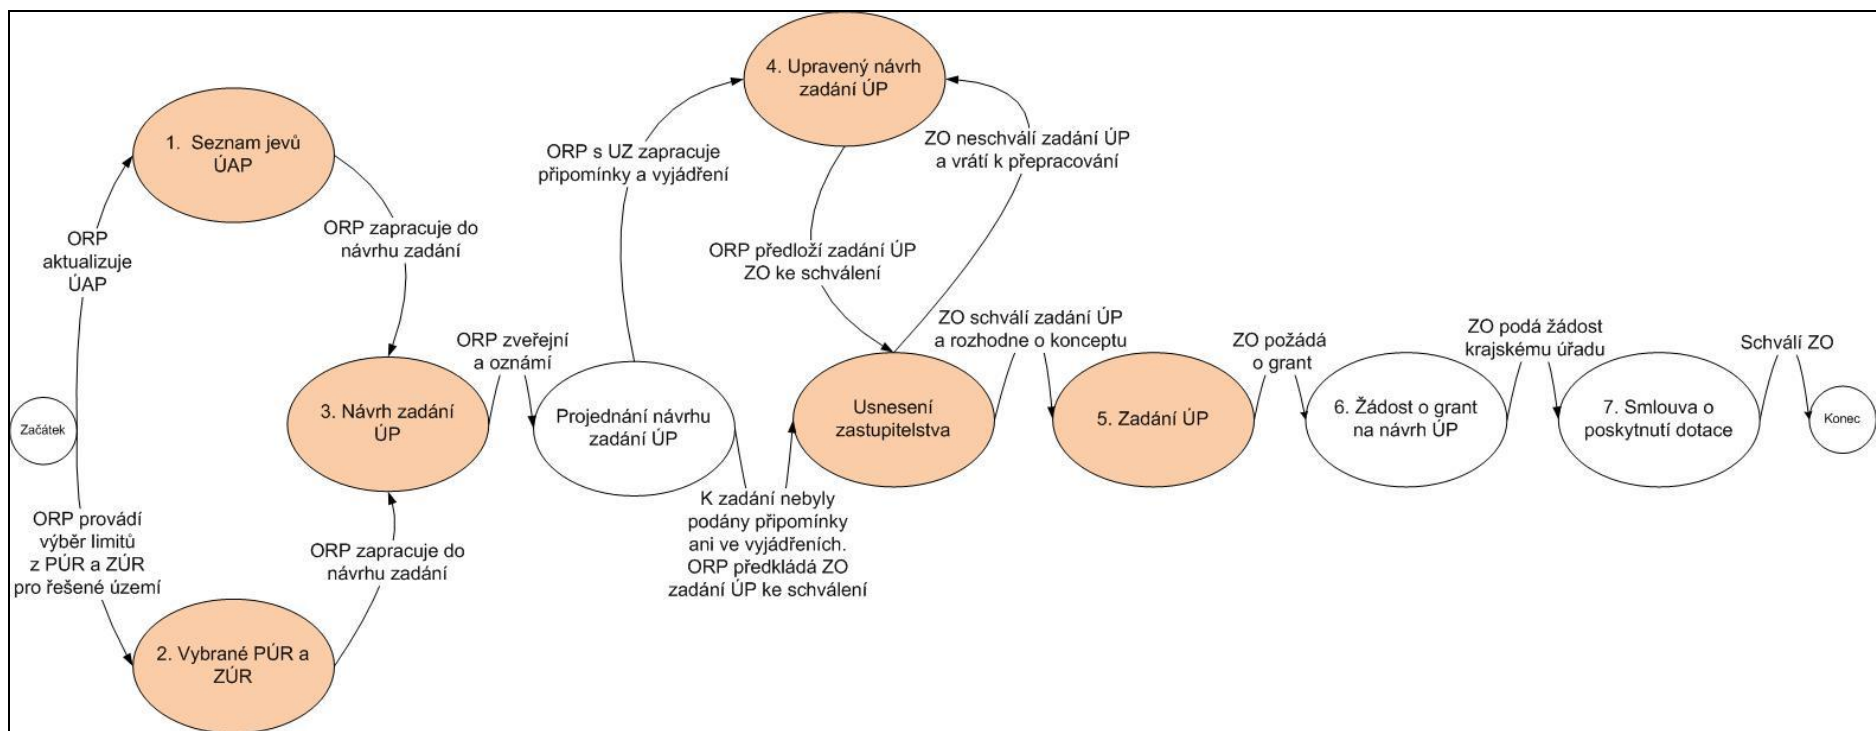 Začátek
ORP
aktualizuje
ÚAP
1. Seznam jevů
ÚAP
ORP zapracuje do
návrhu zadání
ORP provádí
výběr limitů
z PÚR a ZÚR
pro řešené území
2. Vybrané PÚR a
ZÚR
ORP zapracuje do
návrhu zadání
3. Návrh zadání
ÚP
ORP zveřejní
a oznámí
Projednání návrhu
zadání ÚP
ORP s UZ zapracuje
připomínky a vyjádření
4. Upravený návrh
zadání ÚP
ORP předloží zadání ÚP
ZO ke schválení
ZO neschválí zadání ÚP
a vrátí k přepracování
K zadání nebyly
podány připomínky
ani ve vyjádřeních.
ORP předkládá ZO
zadání ÚP ke schválení
Usnesení
zastupitelstva
ZO schválí zadání ÚP
a rozhodne o konceptu
5. Zadání ÚP
ZO požádá
o grant
6. Žádost o grant
na návrh ÚP
ZO podá žádost
krajskému úřadu
7. Smlouva o
poskytnutí dotace
Schválí ZO
Konec